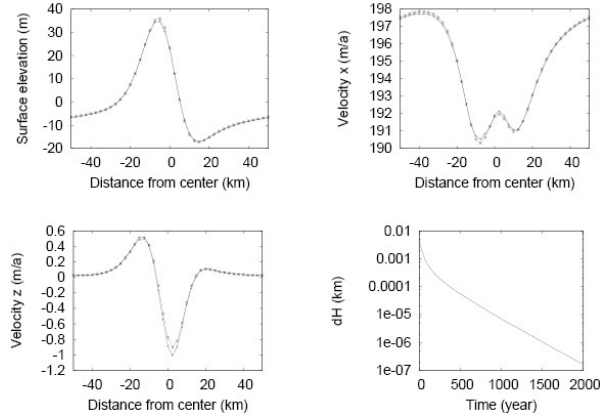 40
30
20
10
0
-10
-20
Surface elevation (m)
-40 -20 0 20 40
Distance from center (km)
198
197
196
195
194
193
192
191
190
Velocity x (m/a)
-40 -20 0 20 40
Distance from center (km)
0.6
0.4
0.2
0
-0.2
-0.4
-0.6
-0.8
-1
-1.2
Velocity z (m/a)
-40 -20 0 20 40
Distance from center (km)
0.01
0.001
0.0001
1e-05
1e-06
1e-07
dH (km)
0 500 1000 1500 2000
Time (year)